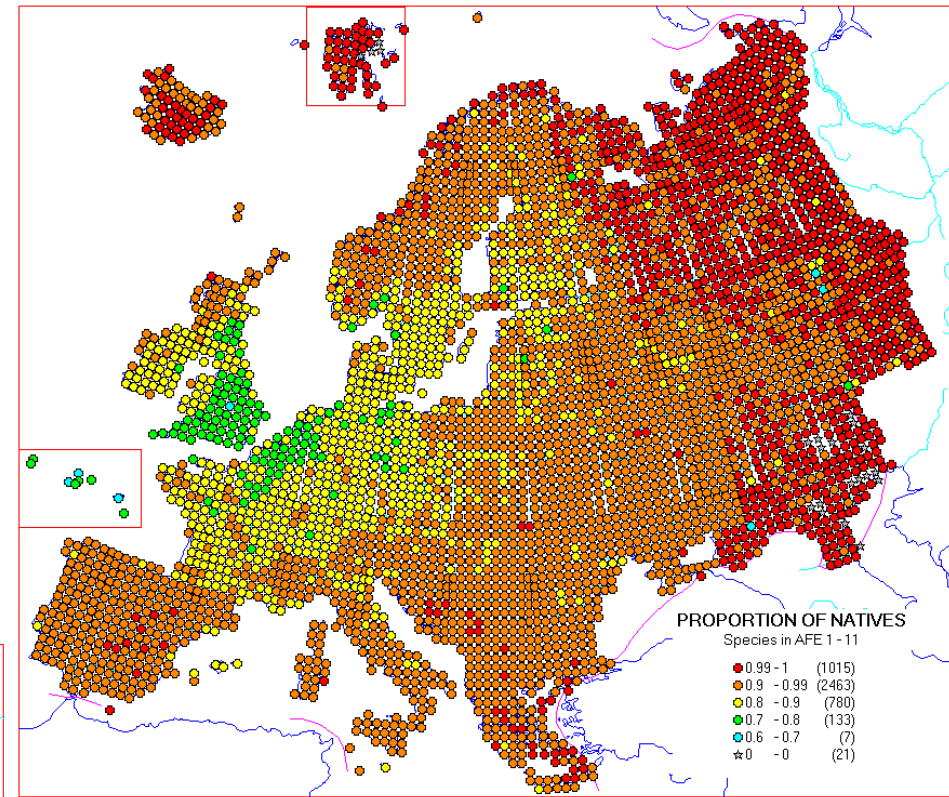 PROPORTION OF NATIVES
Species in AFE 1 - 11
0.99 - 1 (1015)
0.9 - 0.99 (2463)
0.8 - 0.9 (780)
0.7 - 0.8 (133)
0.6 - 0.7 (7)
0 - 0 (21)